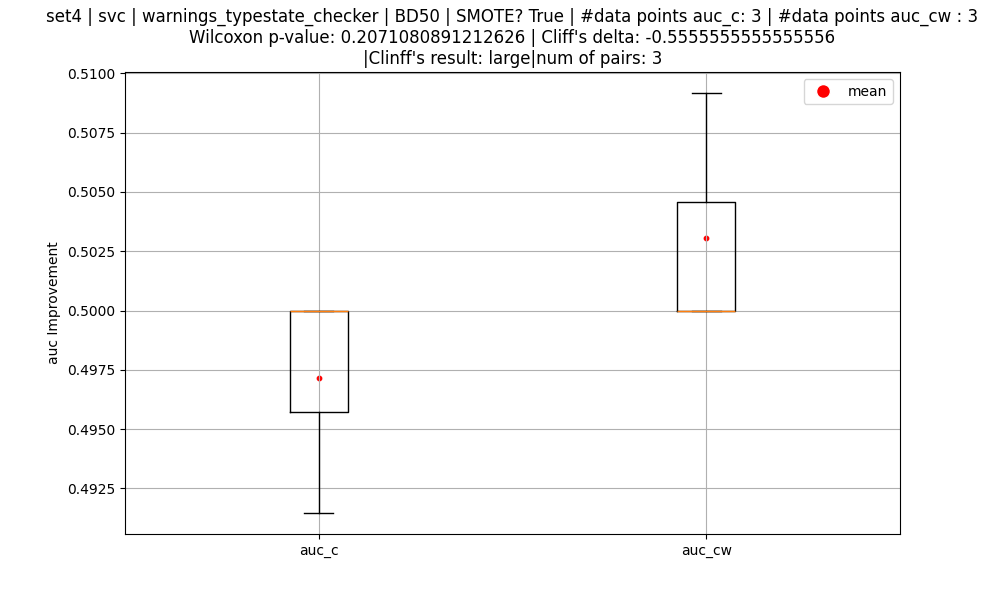 set4 | svc | warnings_typestate_checker | BD50 | SMOTE? True | #data points auc_c: 3 | #data points auc_cw : 3
Wilcoxon p-value: 0.2071080891212626 | Cliff's delta: -0.5555555555555556
|Clinff's result: large|num of pairs: 3
0.5100
mean
0.5075
0.5050
0.5025
0.5000
0.4975
0.4950
0.4925
auc Improvement
auc_c
auc_cw